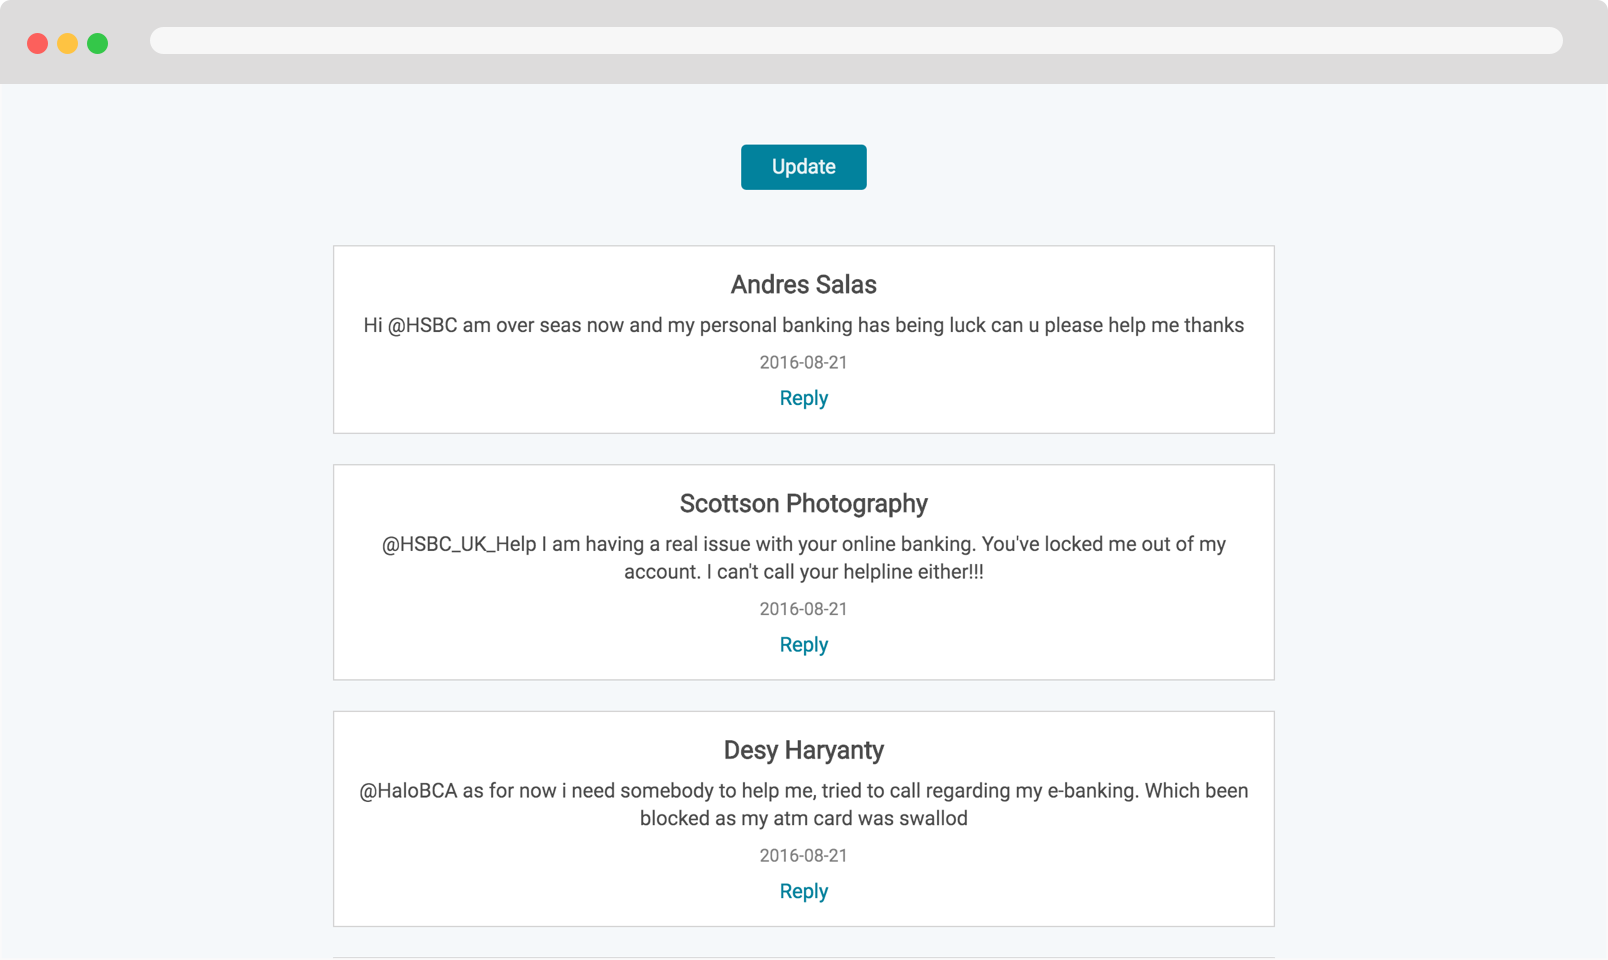 Update
Andres Salas
Hi @HSBC am over seas now and my personal banking has being luck can u please help me thanks
2016-08-21
Reply
Scottson Photography
@HSBC_UK_Help I am having a real issue with your online banking. You've locked me out of my
account. I can't call your helpline either!!!
2016-08-21
Reply
Desy Haryanty
@HaloBCA as for now i need somebody to help me, tried to call regarding my e-banking. Which been
blocked as my atm card was swallod
2016-08-21
Reply